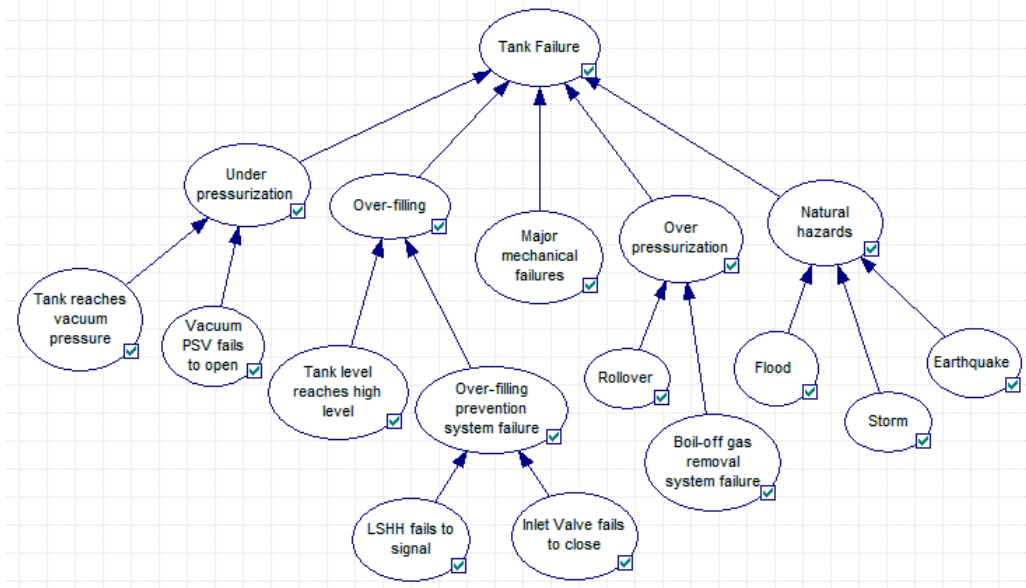 Tank Failure
Under
pressurization
Over-filling
Major
mechanical
failures
Over
pressurization
Natural
hazards
Tank reaches
vacuum
pressure
Vacuum
PSV fails
to open
Tank level
reaches high
level
Over-filling
prevention
system failure
Rollover
Boil-off gas
removal
system failure
Flood
Storm
Earthquake
LSHH fails to
signal
Inlet Valve fails
to close